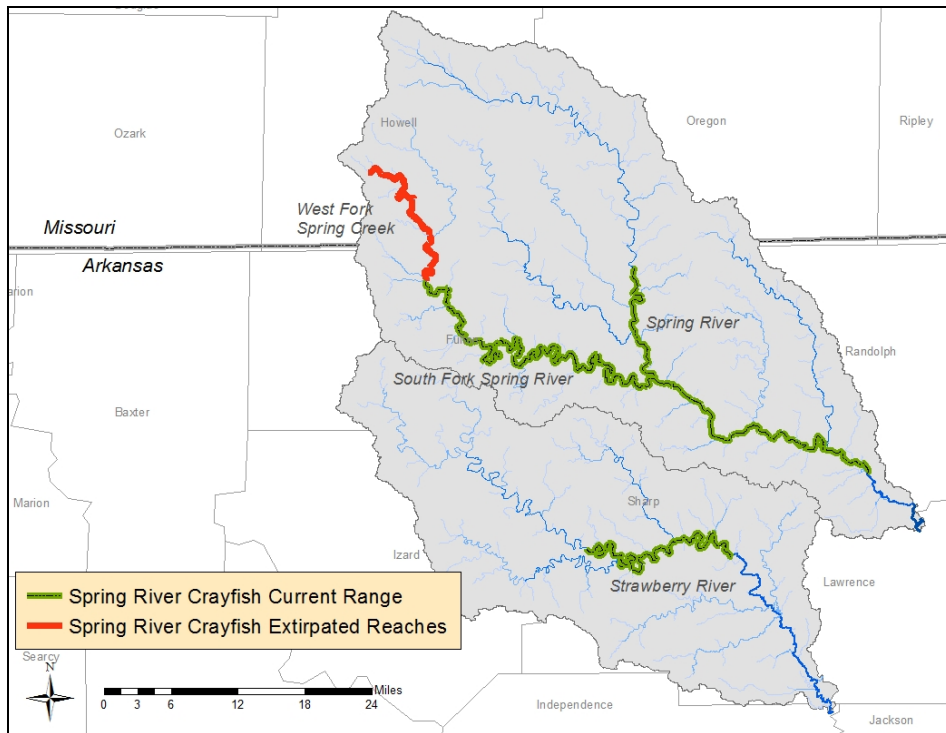 Howell
Oregon
Ripley
Ozark
West Fork
Spring Creek
Missouri
Arkansas
Spring River
Randolph
South Fork Spring River
Baxter
Marion
Sharp
Izard
Strawberry River
Lawrence
Spring River Crayfish Current Range
Spring River Crayfish Extirpated Reaches
Searcy
N
Miles
0 3 6 12 18 24
Independence
Jackson